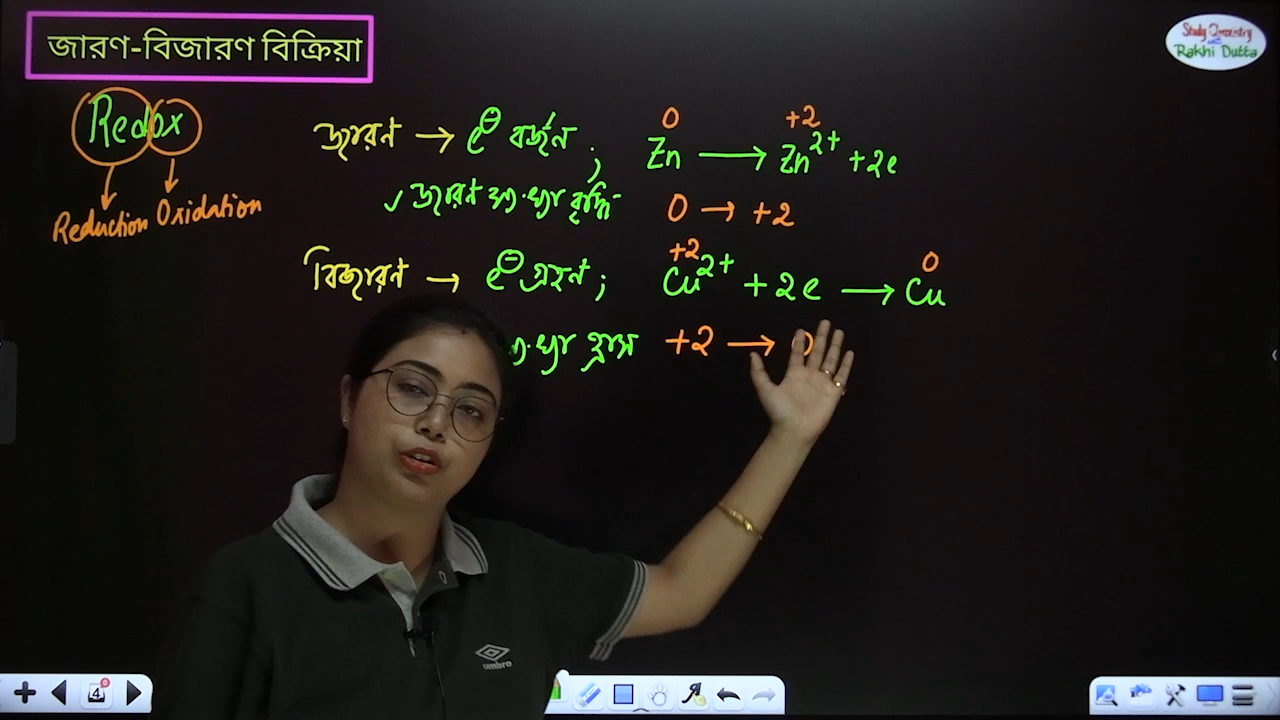 জারণ-বিজারণ বিক্রিয়া
Study Chemistry
with
Rakhi Dutta
Redox
Reduction Oxidation
জারণ → e⊖ বর্জন ; Zn → Zn²⁺ + 2e
0 +2
✓ জারণ সংখ্যা বৃদ্ধি 0 → +2
বিজারণ → e⊖ গ্রহণ ; Cu²⁺ + 2e → Cu
+2 0
সংখ্যা হ্রাস +2 → 0
umbro
4